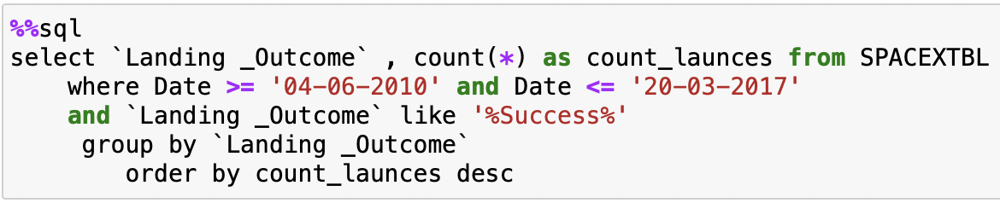 %%sql
select `Landing _Outcome` , count(*) as count_launces from SPACEXTBL
where Date >= '04-06-2010' and Date <= '20-03-2017'
and `Landing _Outcome` like '%Success%'
group by `Landing _Outcome`
order by count_launces desc